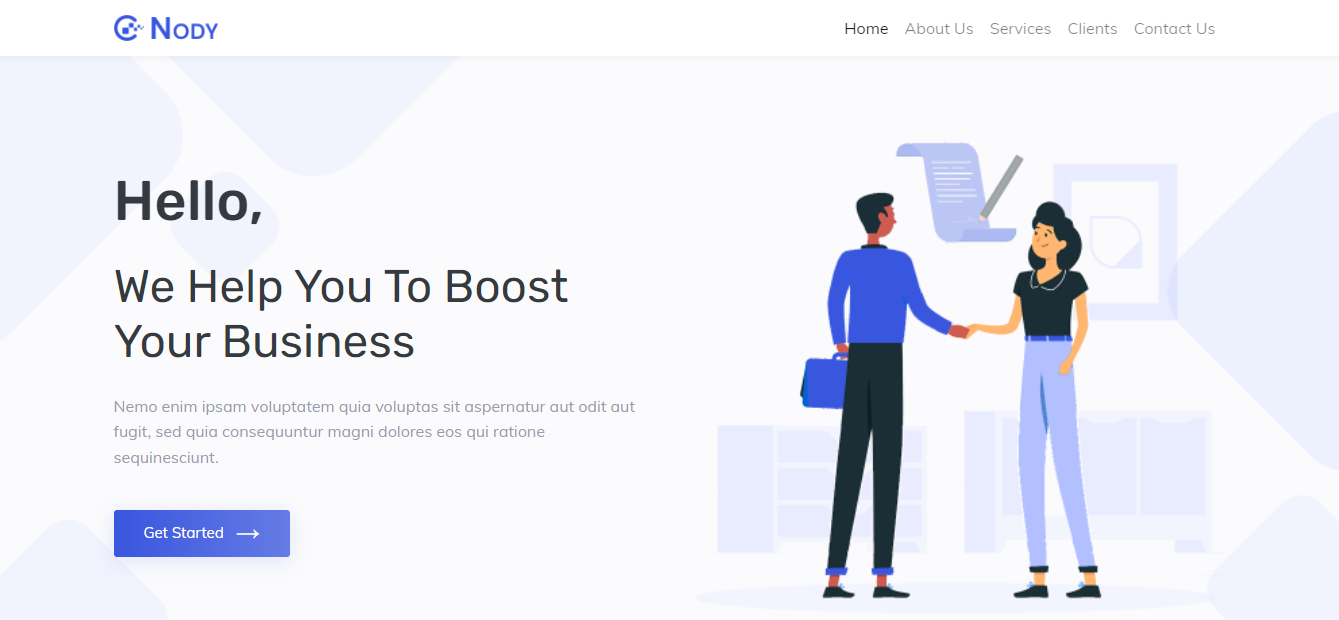 Nody
Home About Us Services Clients Contact Us
Hello,
We Help You To Boost
Your Business
Nemo enim ipsam voluptatem quia voluptas sit aspernatur aut odit aut
fugit, sed quia consequuntur magni dolores eos qui ratione
sequinesciunt.
Get Started